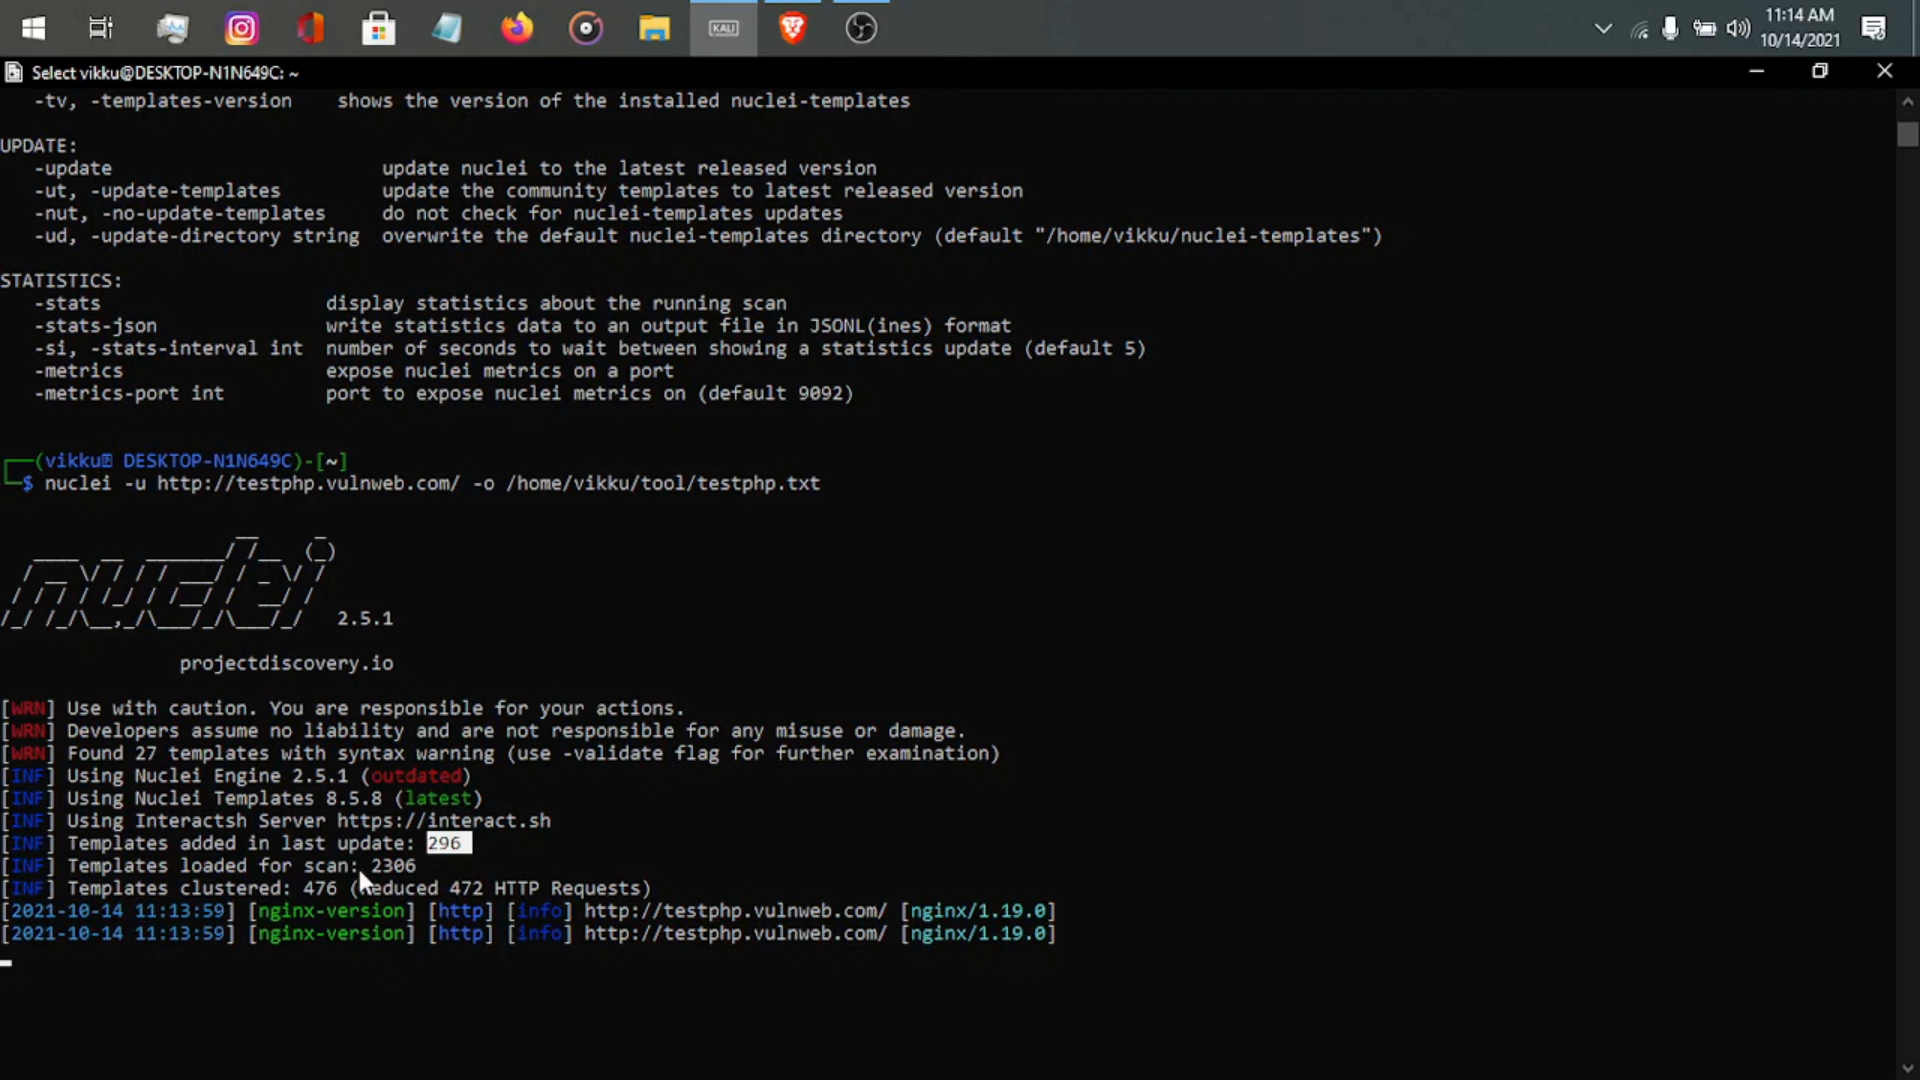 KALI
11:14 AM
10/14/2021
Select vikku@DESKTOP-N1N649C: ~
-tv, -templates-version    shows the version of the installed nuclei-templates
UPDATE:
-update                        update nuclei to the latest released version
-ut, -update-templates         update the community templates to latest released version
-nut, -no-update-templates     do not check for nuclei-templates updates
-ud, -update-directory string  overwrite the default nuclei-templates directory (default "/home/vikku/nuclei-templates")
STATISTICS:
-stats                    display statistics about the running scan
-stats-json               write statistics data to an output file in JSONL(ines) format
-si, -stats-interval int  number of seconds to wait between showing a statistics update (default 5)
-metrics                  expose nuclei metrics on a port
-metrics-port int         port to expose nuclei metrics on (default 9092)
(vikku DESKTOP-N1N649C)-[~]
$ nuclei -u http://testphp.vulnweb.com/ -o /home/vikku/tool/testphp.txt
nuclei 2.5.1
projectdiscovery.io
[WRN] Use with caution. You are responsible for your actions.
[WRN] Developers assume no liability and are not responsible for any misuse or damage.
[WRN] Found 27 templates with syntax warning (use -validate flag for further examination)
[INF] Using Nuclei Engine 2.5.1 (outdated)
[INF] Using Nuclei Templates 8.5.8 (latest)
[INF] Using Interactsh Server https://interact.sh
[INF] Templates added in last update: 296
[INF] Templates loaded for scan: 2306
[INF] Templates clustered: 476 (Reduced 472 HTTP Requests)
[2021-10-14 11:13:59] [nginx-version] [http] [info] http://testphp.vulnweb.com/ [nginx/1.19.0]
[2021-10-14 11:13:59] [nginx-version] [http] [info] http://testphp.vulnweb.com/ [nginx/1.19.0]